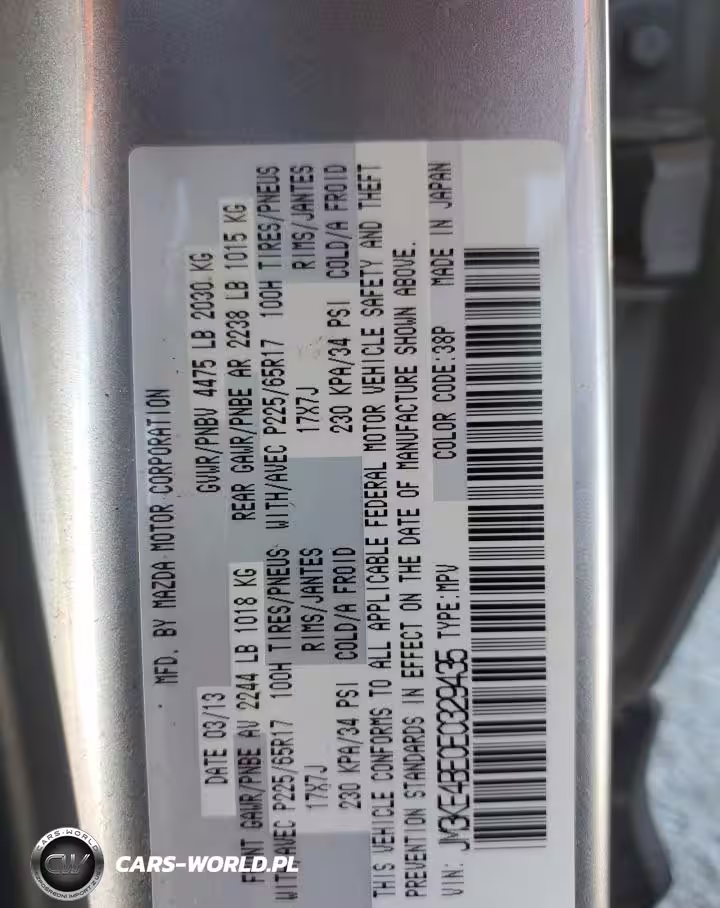 MFD. BY MAZDA MOTOR CORPORATION
DATE 03/13 GVWR/PNBV 4475 LB 2030 KG
FRONT GAWR/PNBE AV 2244 LB 1018 KG REAR GAWR/PNBE AR 2238 LB 1015 KG
WITH/AVEC P225/65R17 100H TIRES/PNEUS WITH/AVEC P225/65R17 100H TIRES/PNEUS
17X7J RIMS/JANTES 17X7J RIMS/JANTES
230 KPA/34 PSI COLD/A FROID 230 KPA/34 PSI COLD/A FROID
THIS VEHICLE CONFORMS TO ALL APPLICABLE FEDERAL MOTOR VEHICLE SAFETY AND THEFT
PREVENTION STANDARDS IN EFFECT ON THE DATE OF MANUFACTURE SHOWN ABOVE.
COLOR CODE:38P MADE IN JAPAN
VIN: JM3KE4BE0E0329435 TYPE:MPV
CARS-WORLD
CW
CARS-WORLD.PL